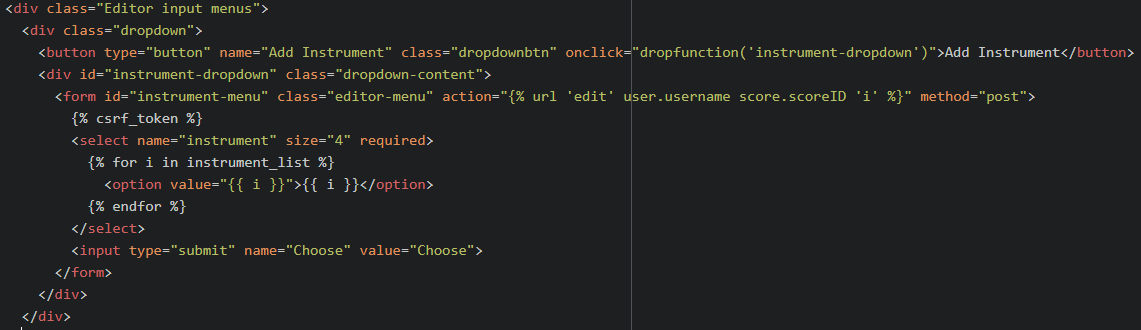 <div class="Editor input menus">
<div class="dropdown">
<button type="button" name="Add Instrument" class="dropdownbtn" onclick="dropfunction('instrument-dropdown')">Add Instrument</button>
<div id="instrument-dropdown" class="dropdown-content">
<form id="instrument-menu" class="editor-menu" action="{% url 'edit' user.username score.scoreID 'i' %}" method="post">
{% csrf_token %}
<select name="instrument" size="4" required>
{% for i in instrument_list %}
<option value="{{ i }}">{{ i }}</option>
{% endfor %}
</select>
<input type="submit" name="Choose" value="Choose">
</form>
</div>
</div>